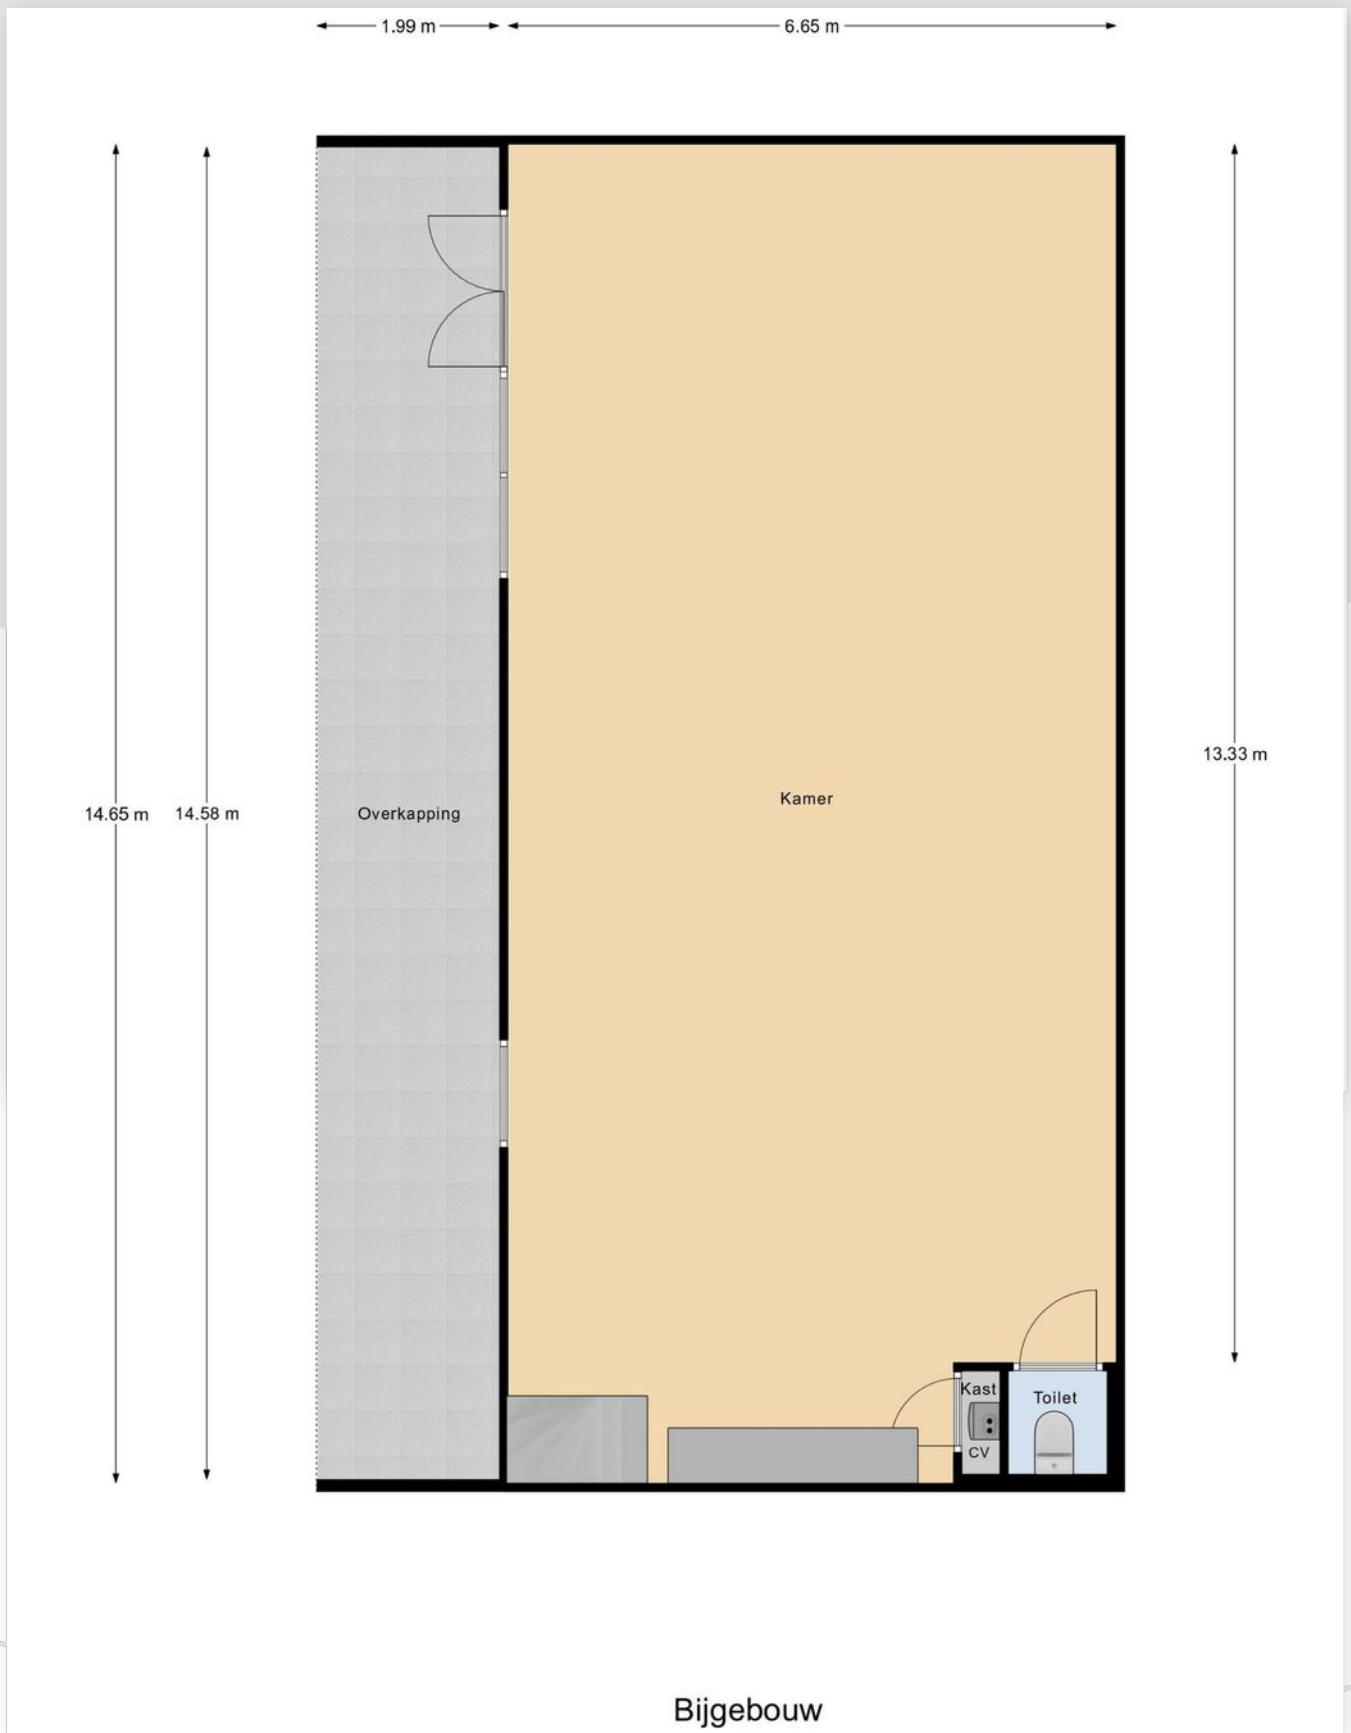 1.99 m
6.65 m
13.33 m
14.65 m
14.58 m
Overkapping
Kamer
Kast
Toilet
CV
Bijgebouw